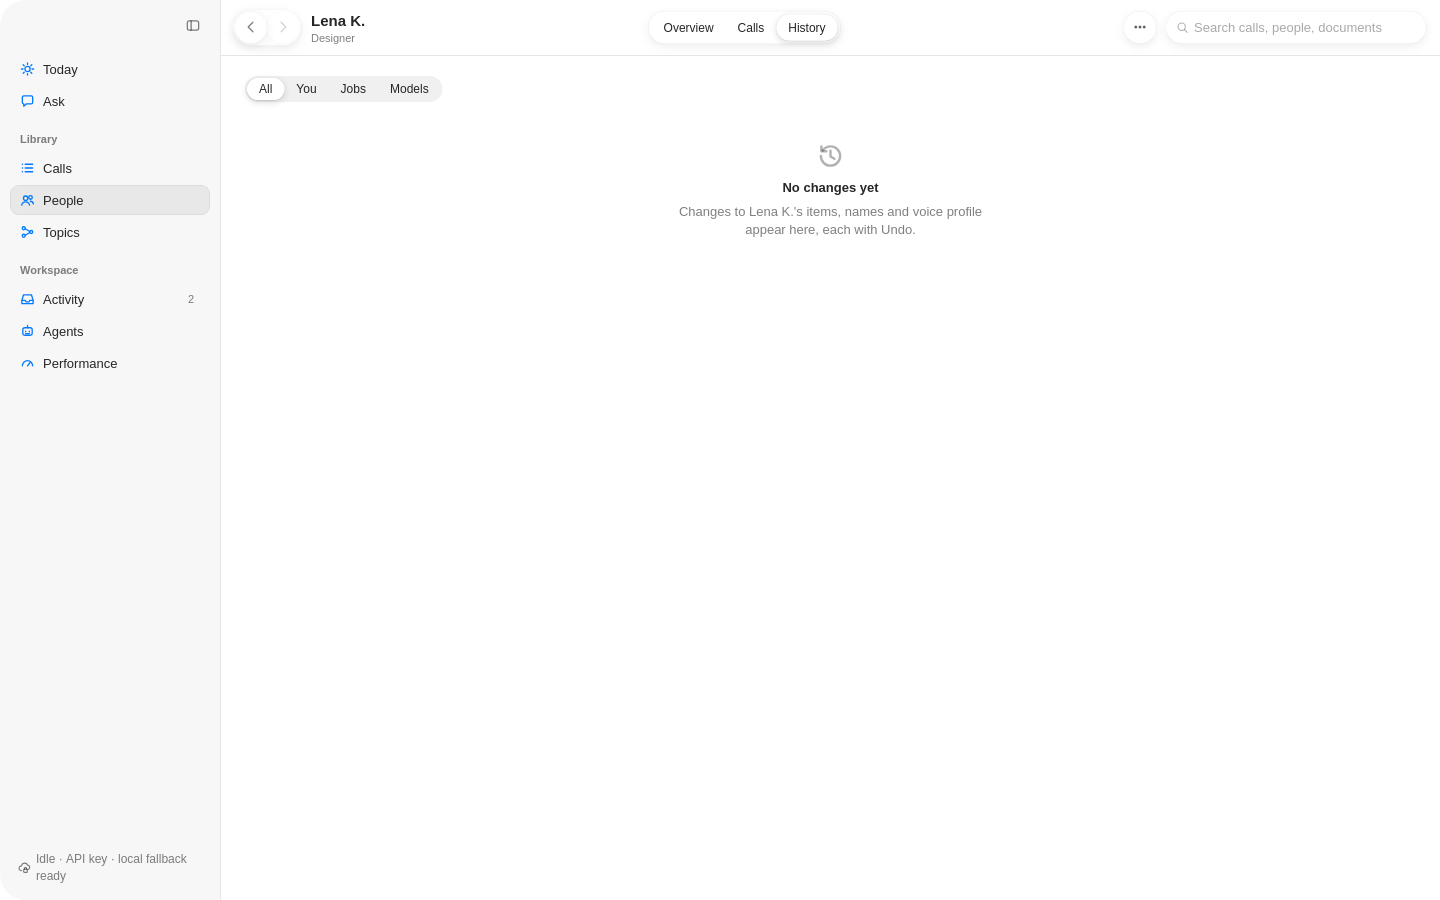 Today
Ask
Library
Calls
People
Topics
Workspace
Activity 2
Agents
Performance
Idle · API key · local fallback
ready
Lena K.
Designer
Overview Calls History
Search calls, people, documents
All You Jobs Models
No changes yet
Changes to Lena K.'s items, names and voice profile
appear here, each with Undo.